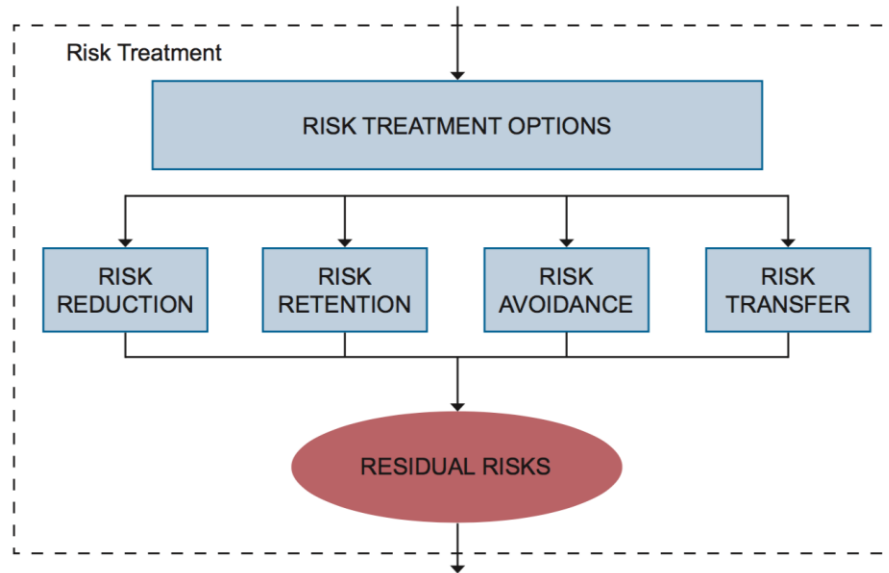 Risk Treatment
RISK TREATMENT OPTIONS
RISK
REDUCTION
RISK
RETENTION
RISK
AVOIDANCE
RISK
TRANSFER
RESIDUAL RISKS